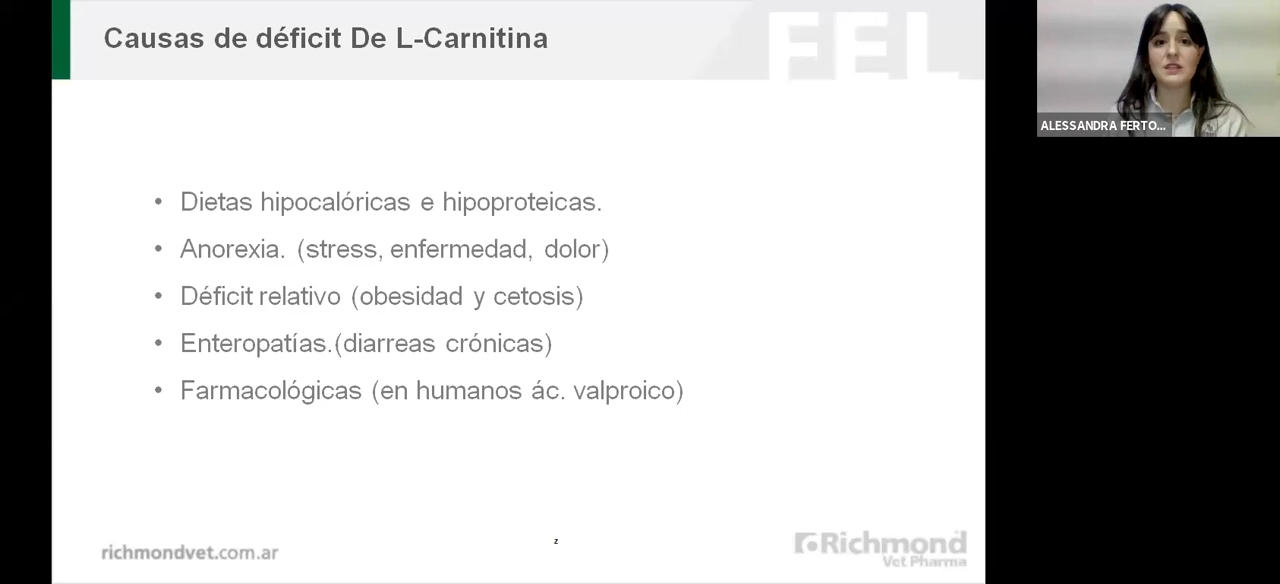 Causas de déficit De L-Carnitina
FEL
ALESSANDRA FERTO...
• Dietas hipocalóricas e hipoproteicas.
• Anorexia. (stress, enfermedad, dolor)
• Déficit relativo (obesidad y cetosis)
• Enteropatías.(diarreas crónicas)
• Farmacológicas (en humanos ác. valproico)
richmondvet.com.ar
z
Richmond
Vet Pharma